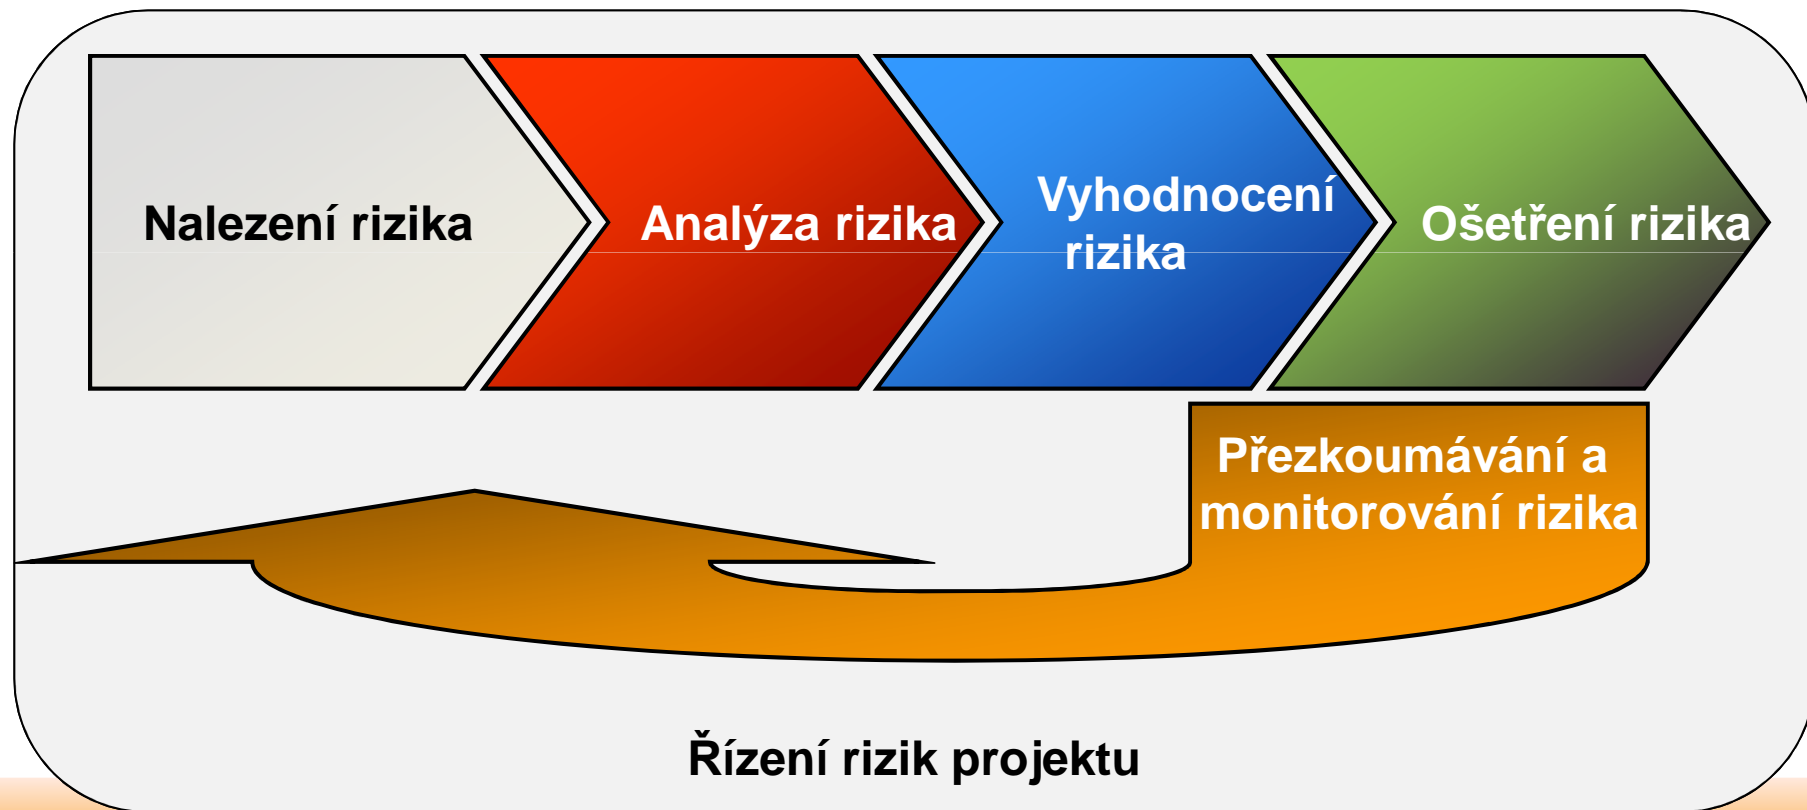 Nalezení rizika
Analýza rizika
Vyhodnocení
rizika
Ošetření rizika
Přezkoumávání a
monitorování rizika
Řízení rizik projektu